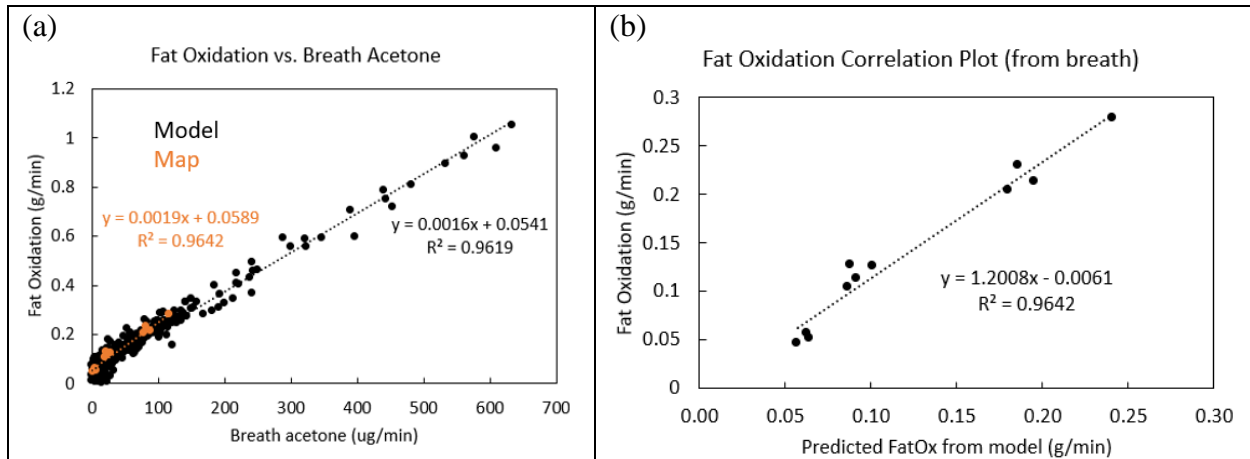 (a)
Fat Oxidation vs. Breath Acetone
Fat Oxidation (g/min)
1.2
1
0.8
0.6
0.4
0.2
0
Model
Map
y = 0.0019x + 0.0589
R² = 0.9642
y = 0.0016x + 0.0541
R² = 0.9619
0 100 200 300 400 500 600 700
Breath acetone (ug/min)
(b)
Fat Oxidation Correlation Plot (from breath)
Fat Oxidation (g/min)
0.3
0.25
0.2
0.15
0.1
0.05
0
y = 1.2008x - 0.0061
R² = 0.9642
0.00 0.05 0.10 0.15 0.20 0.25 0.30
Predicted FatOx from model (g/min)